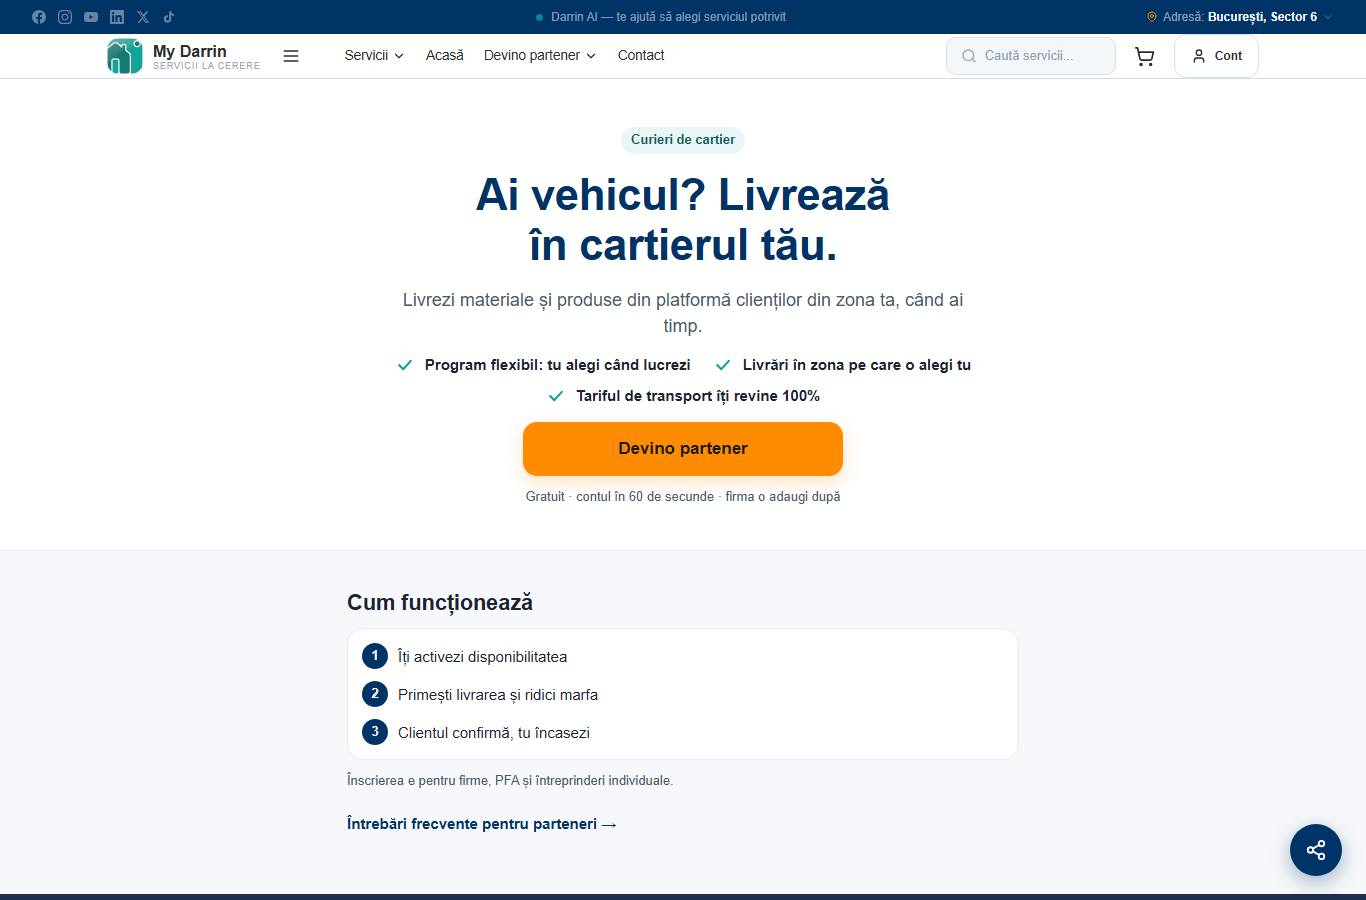 Darrin AI — te ajută să alegi serviciul potrivit
Adresă: București, Sector 6
My Darrin
SERVICII LA CERERE
Servicii
Acasă
Devino partener
Contact
Caută servicii...
Cont
Curieri de cartier
Ai vehicul? Livrează
în cartierul tău.
Livrezi materiale și produse din platformă clienților din zona ta, când ai
timp.
Program flexibil: tu alegi când lucrezi
Livrări în zona pe care o alegi tu
Tariful de transport îți revine 100%
Devino partener
Gratuit · contul în 60 de secunde · firma o adaugi după
Cum funcționează
1 Îți activezi disponibilitatea
2 Primești livrarea și ridici marfa
3 Clientul confirmă, tu încasezi
Înscrierea e pentru firme, PFA și întreprinderi individuale.
Întrebări frecvente pentru parteneri →